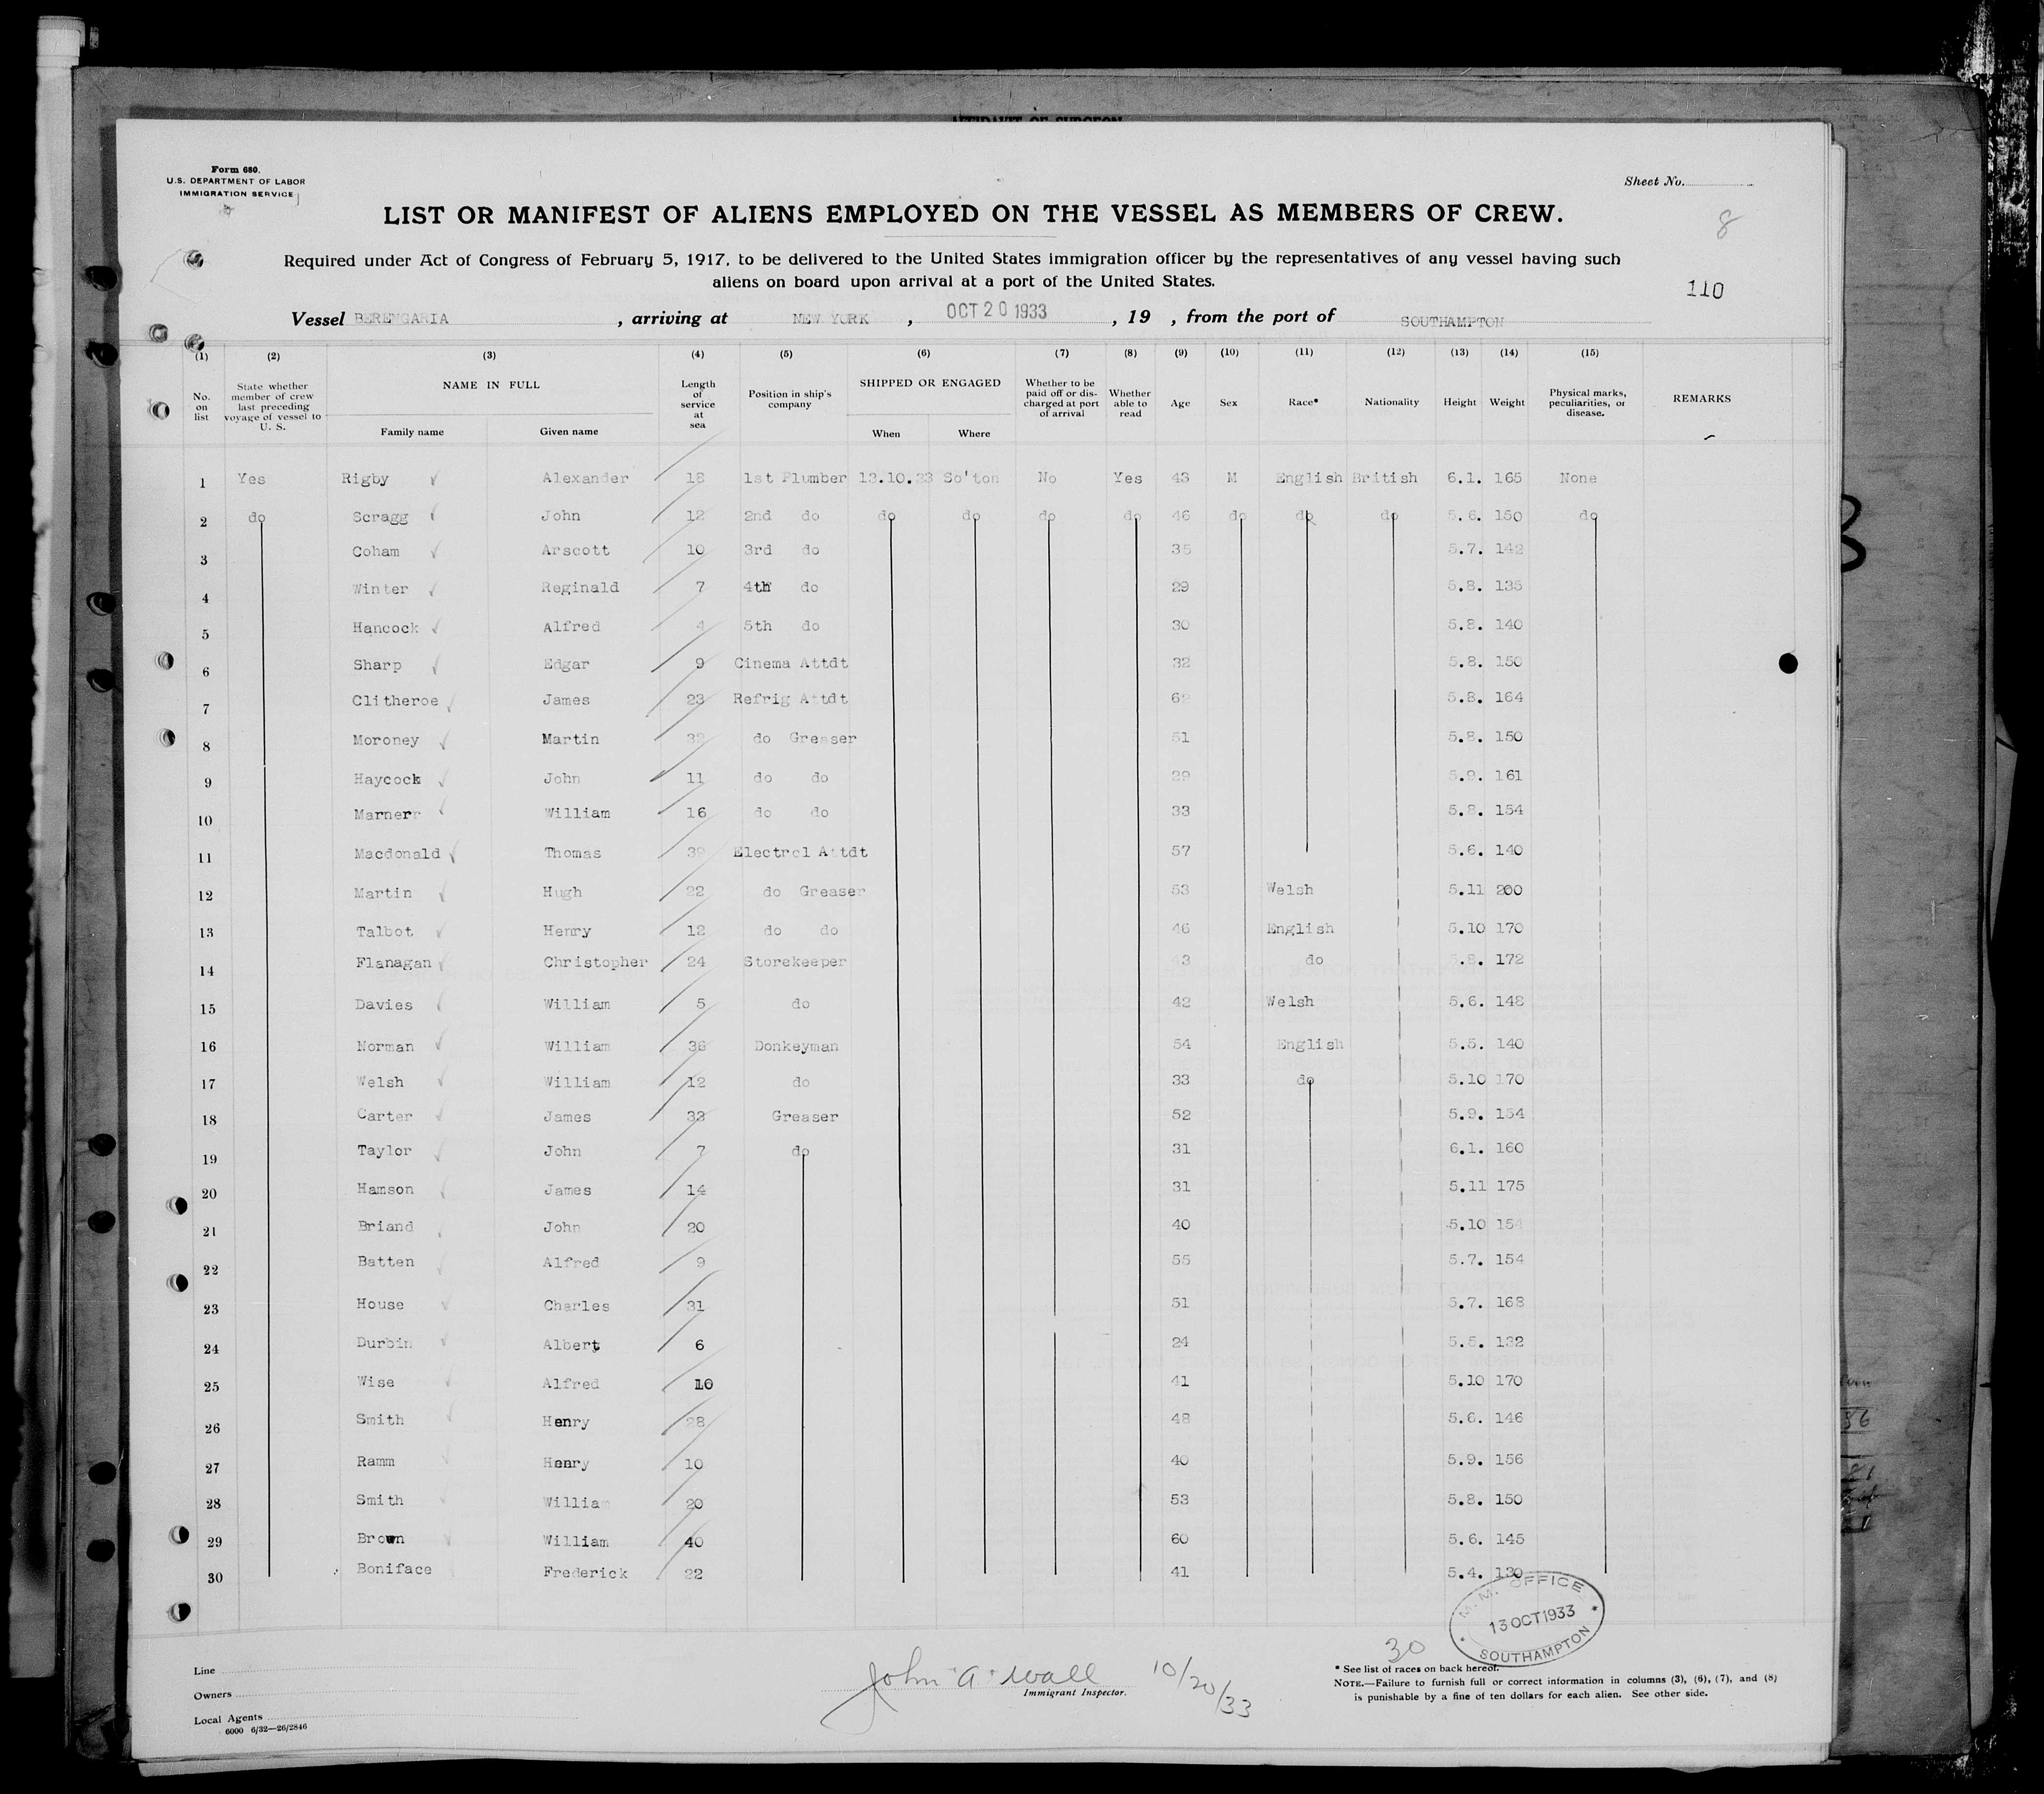 AFFIDAVIT OF SURGEON
Form 680.
U.S. DEPARTMENT OF LABOR
IMMIGRATION SERVICE
Sheet No.
LIST OR MANIFEST OF ALIENS EMPLOYED ON THE VESSEL AS MEMBERS OF CREW.
8
Required under Act of Congress of February 5, 1917, to be delivered to the United States immigration officer by the representatives of any vessel having such
aliens on board upon arrival at a port of the United States.
110
Vessel BERENGARIA , arriving at NEW YORK , OCT 20 1933 , 19 , from the port of SOUTHAMPTON
(1) (2) (3) (4) (5) (6) (7) (8) (9) (10) (11) (12) (13) (14) (15)
No. on list State whether member of crew last preceding voyage of vessel to U. S. NAME IN FULL Length of service at sea Position in ship's company SHIPPED OR ENGAGED Whether to be paid off or discharged at port of arrival Whether able to read Age Sex Race* Nationality Height Weight Physical marks, peculiarities, or disease. REMARKS
Family name Given name When Where
1 Yes Rigby Alexander 18 1st Plumber 13.10.33 So'ton No Yes 43 M English British 6.1. 165 None
2 do Scragg John 12 2nd do do do do do 46 do do do 5.6. 150 do
3 Coham Arscott 10 3rd do 35 5.7. 142
4 Winter Reginald 7 4th do 29 5.8. 135
5 Hancock Alfred 4 5th do 30 5.8. 140
6 Sharp Edgar 9 Cinema Attdt 32 5.8. 150
7 Clitheroe James 23 Refrig Attdt 62 5.8. 164
8 Moroney Martin do Greaser 51 5.8. 150
9 Haycock John 11 do do 29 5.9. 161
10 Marnerr William 16 do do 33 5.8. 154
11 Macdonald Thomas 39 Electrcl Attdt 57 5.6. 140
12 Martin Hugh 22 do Greaser 53 Welsh 5.11 200
13 Talbot Henry 12 do do 46 English 5.10 170
14 Flanagan Christopher 24 Storekeeper 43 do 5.8. 172
15 Davies William 5 do 42 Welsh 5.6. 148
16 Norman William 36 Donkeyman 54 English 5.5. 140
17 Welsh William 12 do 33 do 5.10 170
18 Carter James 33 Greaser 52 5.9. 154
19 Taylor John 7 do 31 6.1. 160
20 Hamson James 14 31 5.11 175
21 Briand John 20 40 5.10 154
22 Batten Alfred 9 55 5.7. 154
23 House Charles 31 51 5.7. 168
24 Durbin Albert 6 24 5.5. 132
25 Wise Alfred 10 41 5.10 170
26 Smith Henry 28 48 5.6. 146
27 Ramm Henry 10 40 5.9. 156
28 Smith Willia 20 53 5.8. 150
29 Brown William 40 60 5.6. 145
30 Boniface Frederick 22 41 5.4. 130
M. M. OFFICE
13 OCT 1933
SOUTHAMPTON
30
Line
Owners
Local Agents
6000 6/32—26/2846
John A. Wall 10/20/33
Immigrant Inspector.
* See list of races on back hereof.
NOTE.—Failure to furnish full or correct information in columns (3), (6), (7), and (8)
is punishable by a fine of ten dollars for each alien. See other side.